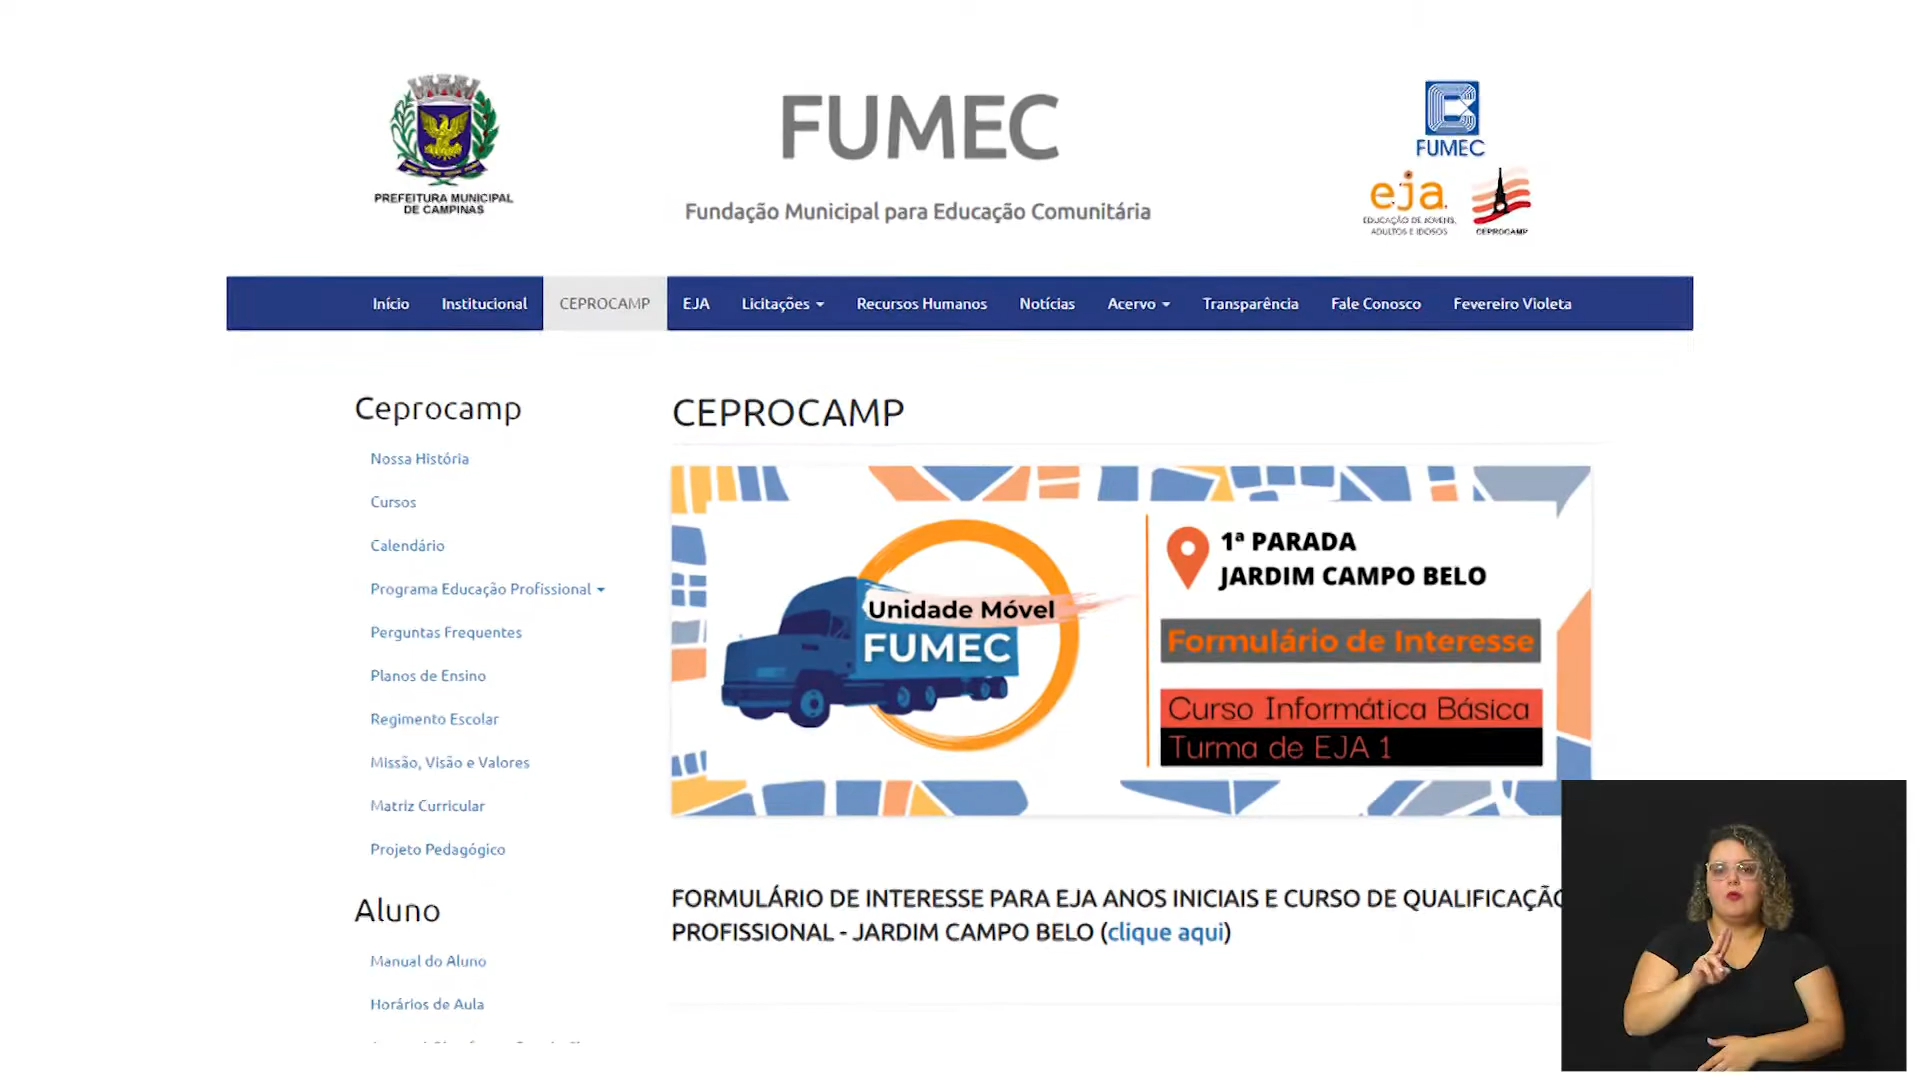 PREFEITURA MUNICIPAL
DE CAMPINAS
FUMEC
Fundação Municipal para Educação Comunitária
FUMEC
eja
EDUCAÇÃO DE JOVENS,
ADULTOS E IDOSOS
CEPROCAMP
Início Institucional CEPROCAMP EJA Licitações Recursos Humanos Notícias Acervo Transparência Fale Conosco Fevereiro Violeta
Ceprocamp
Nossa História
Cursos
Calendário
Programa Educação Profissional
Perguntas Frequentes
Planos de Ensino
Regimento Escolar
Missão, Visão e Valores
Matriz Curricular
Projeto Pedagógico
Aluno
Manual do Aluno
Horários de Aula
CEPROCAMP
Unidade Móvel
FUMEC
1ª PARADA
JARDIM CAMPO BELO
Formulário de Interesse
Curso Informática Básica
Turma de EJA 1
FORMULÁRIO DE INTERESSE PARA EJA ANOS INICIAIS E CURSO DE QUALIFICAÇÃO
PROFISSIONAL - JARDIM CAMPO BELO (clique aqui)